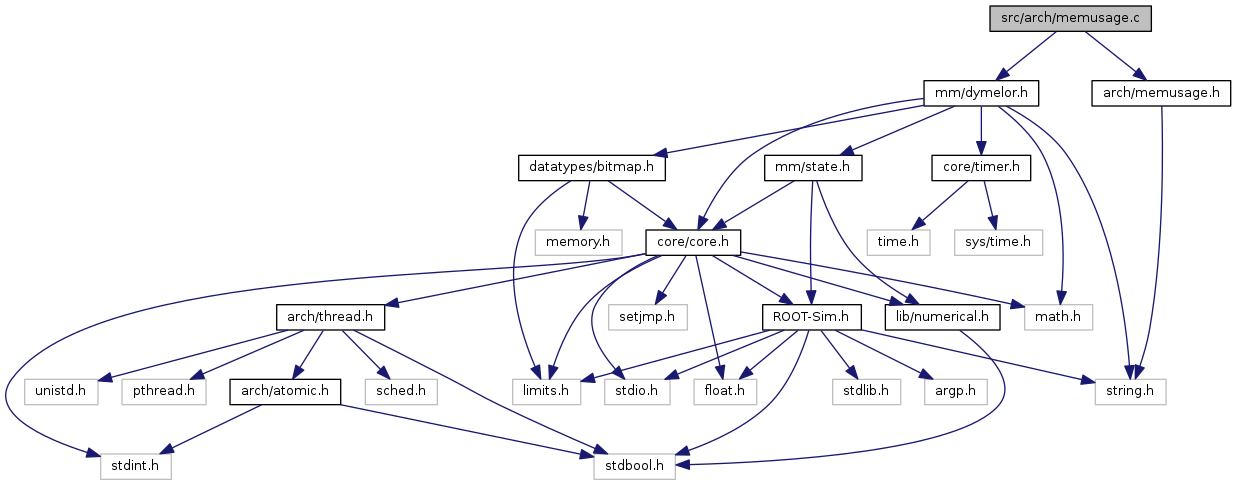 src/arch/memusage.c
mm/dymelor.h
arch/memusage.h
datatypes/bitmap.h
mm/state.h
core/timer.h
memory.h
core/core.h
time.h
sys/time.h
arch/thread.h
setjmp.h
ROOT-Sim.h
lib/numerical.h
math.h
unistd.h
pthread.h
arch/atomic.h
sched.h
limits.h
stdio.h
float.h
stdlib.h
argp.h
string.h
stdint.h
stdbool.h